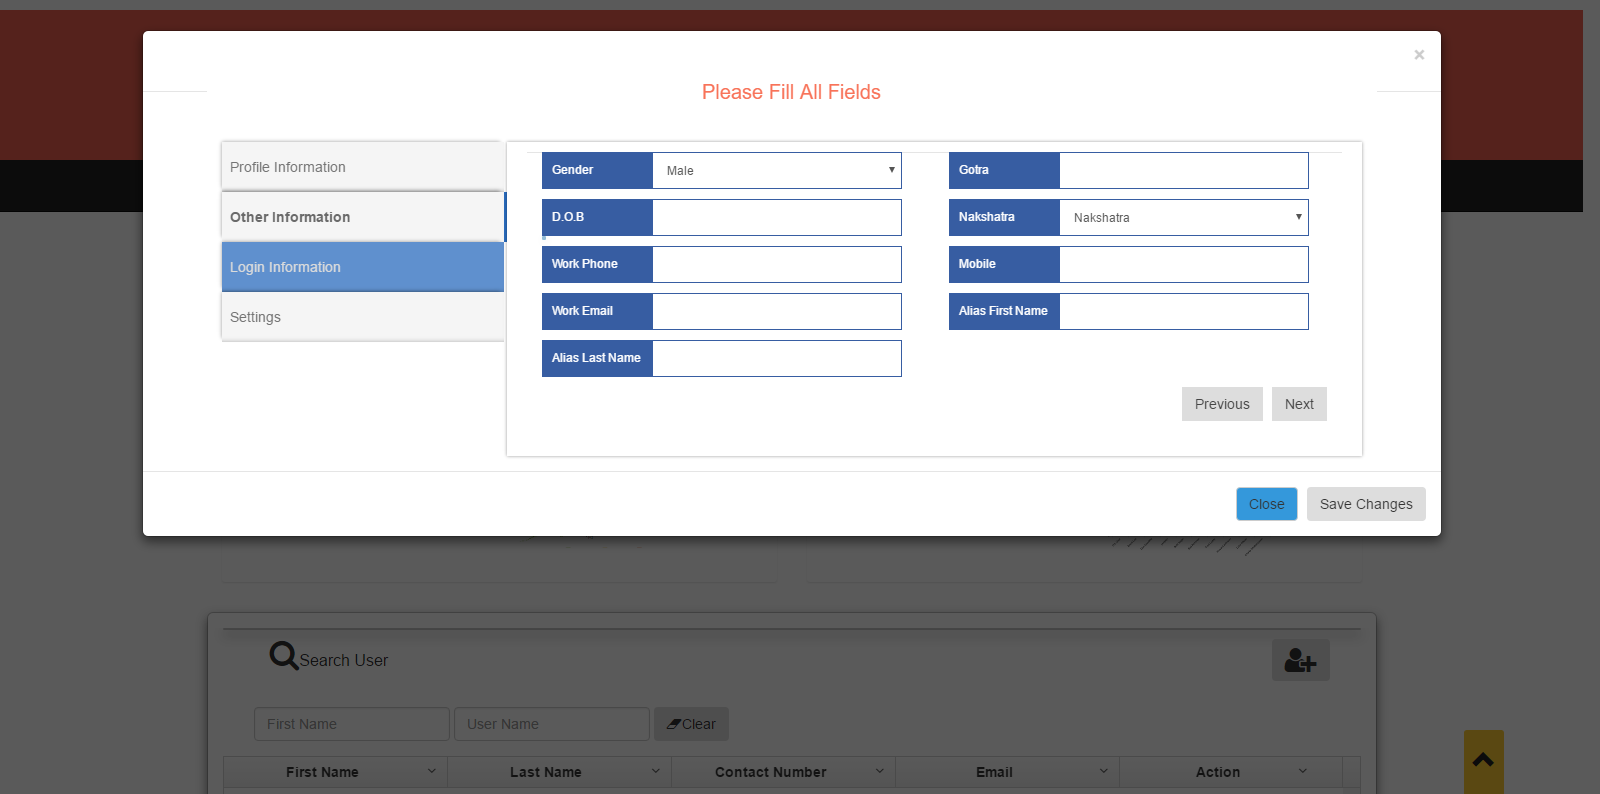 ×
Please Fill All Fields
Profile Information
Other Information
Login Information
Settings
Gender Male
Gotra
D.O.B
Nakshatra Nakshatra
Work Phone
Mobile
Work Email
Alias First Name
Alias Last Name
Previous Next
Close Save Changes
Search User
First Name User Name Clear
First Name Last Name Contact Number Email Action